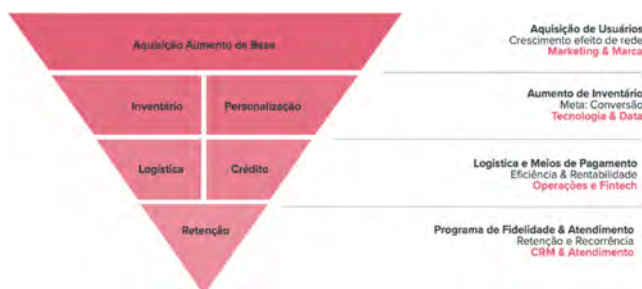 Aquisição Aumento de Base
Inventário
Personalização
Logística
Crédito
Retenção
Aquisição de Usuários
Crescimento efeito de rede
Marketing & Marca
Aumento de Inventário
Meta: Conversão
Tecnologia & Data
Logística e Meios de Pagamento
Eficiência & Rentabilidade
Operações e Fintech
Programa de Fidelidade & Atendimento
Retenção e Recorrência
CRM & Atendimento